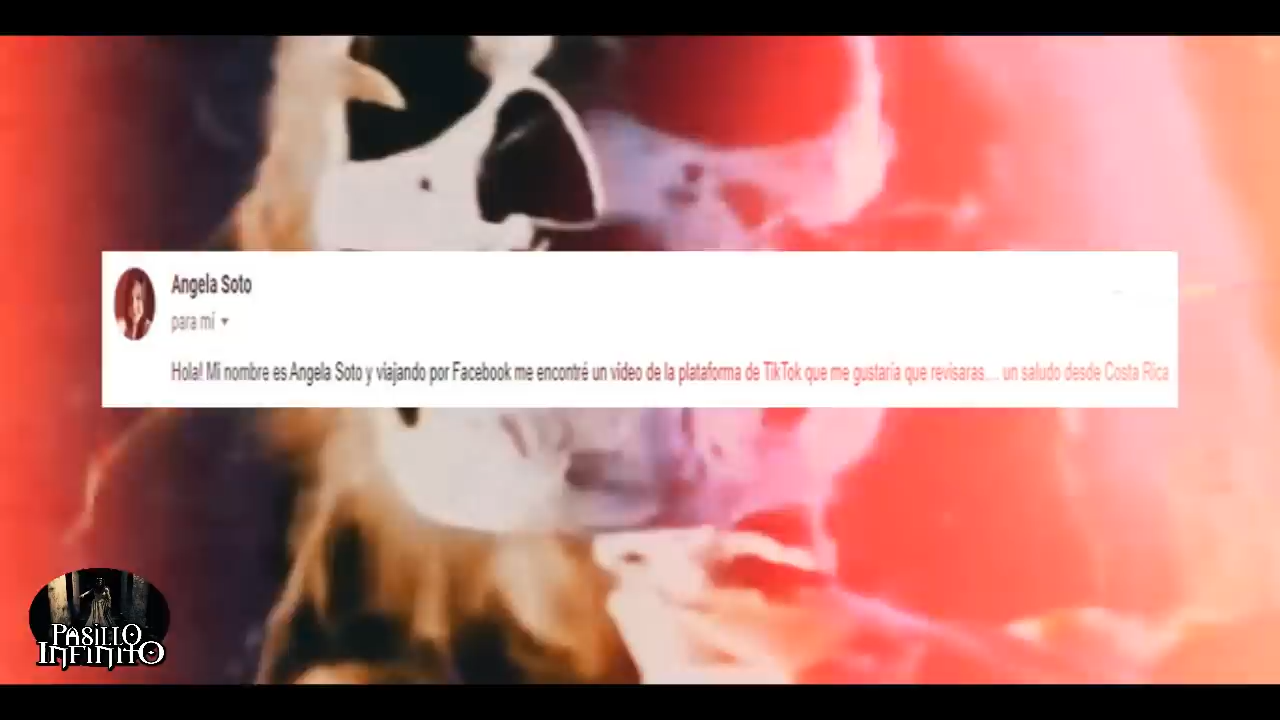 Angela Soto
para mí
Hola! Mi nombre es Angela Soto y viajando por Facebook me encontré un video de la plataforma de TikTok que me gustaría que revisaras.... un saludo desde Costa Rica
PASILLO
INFINITO